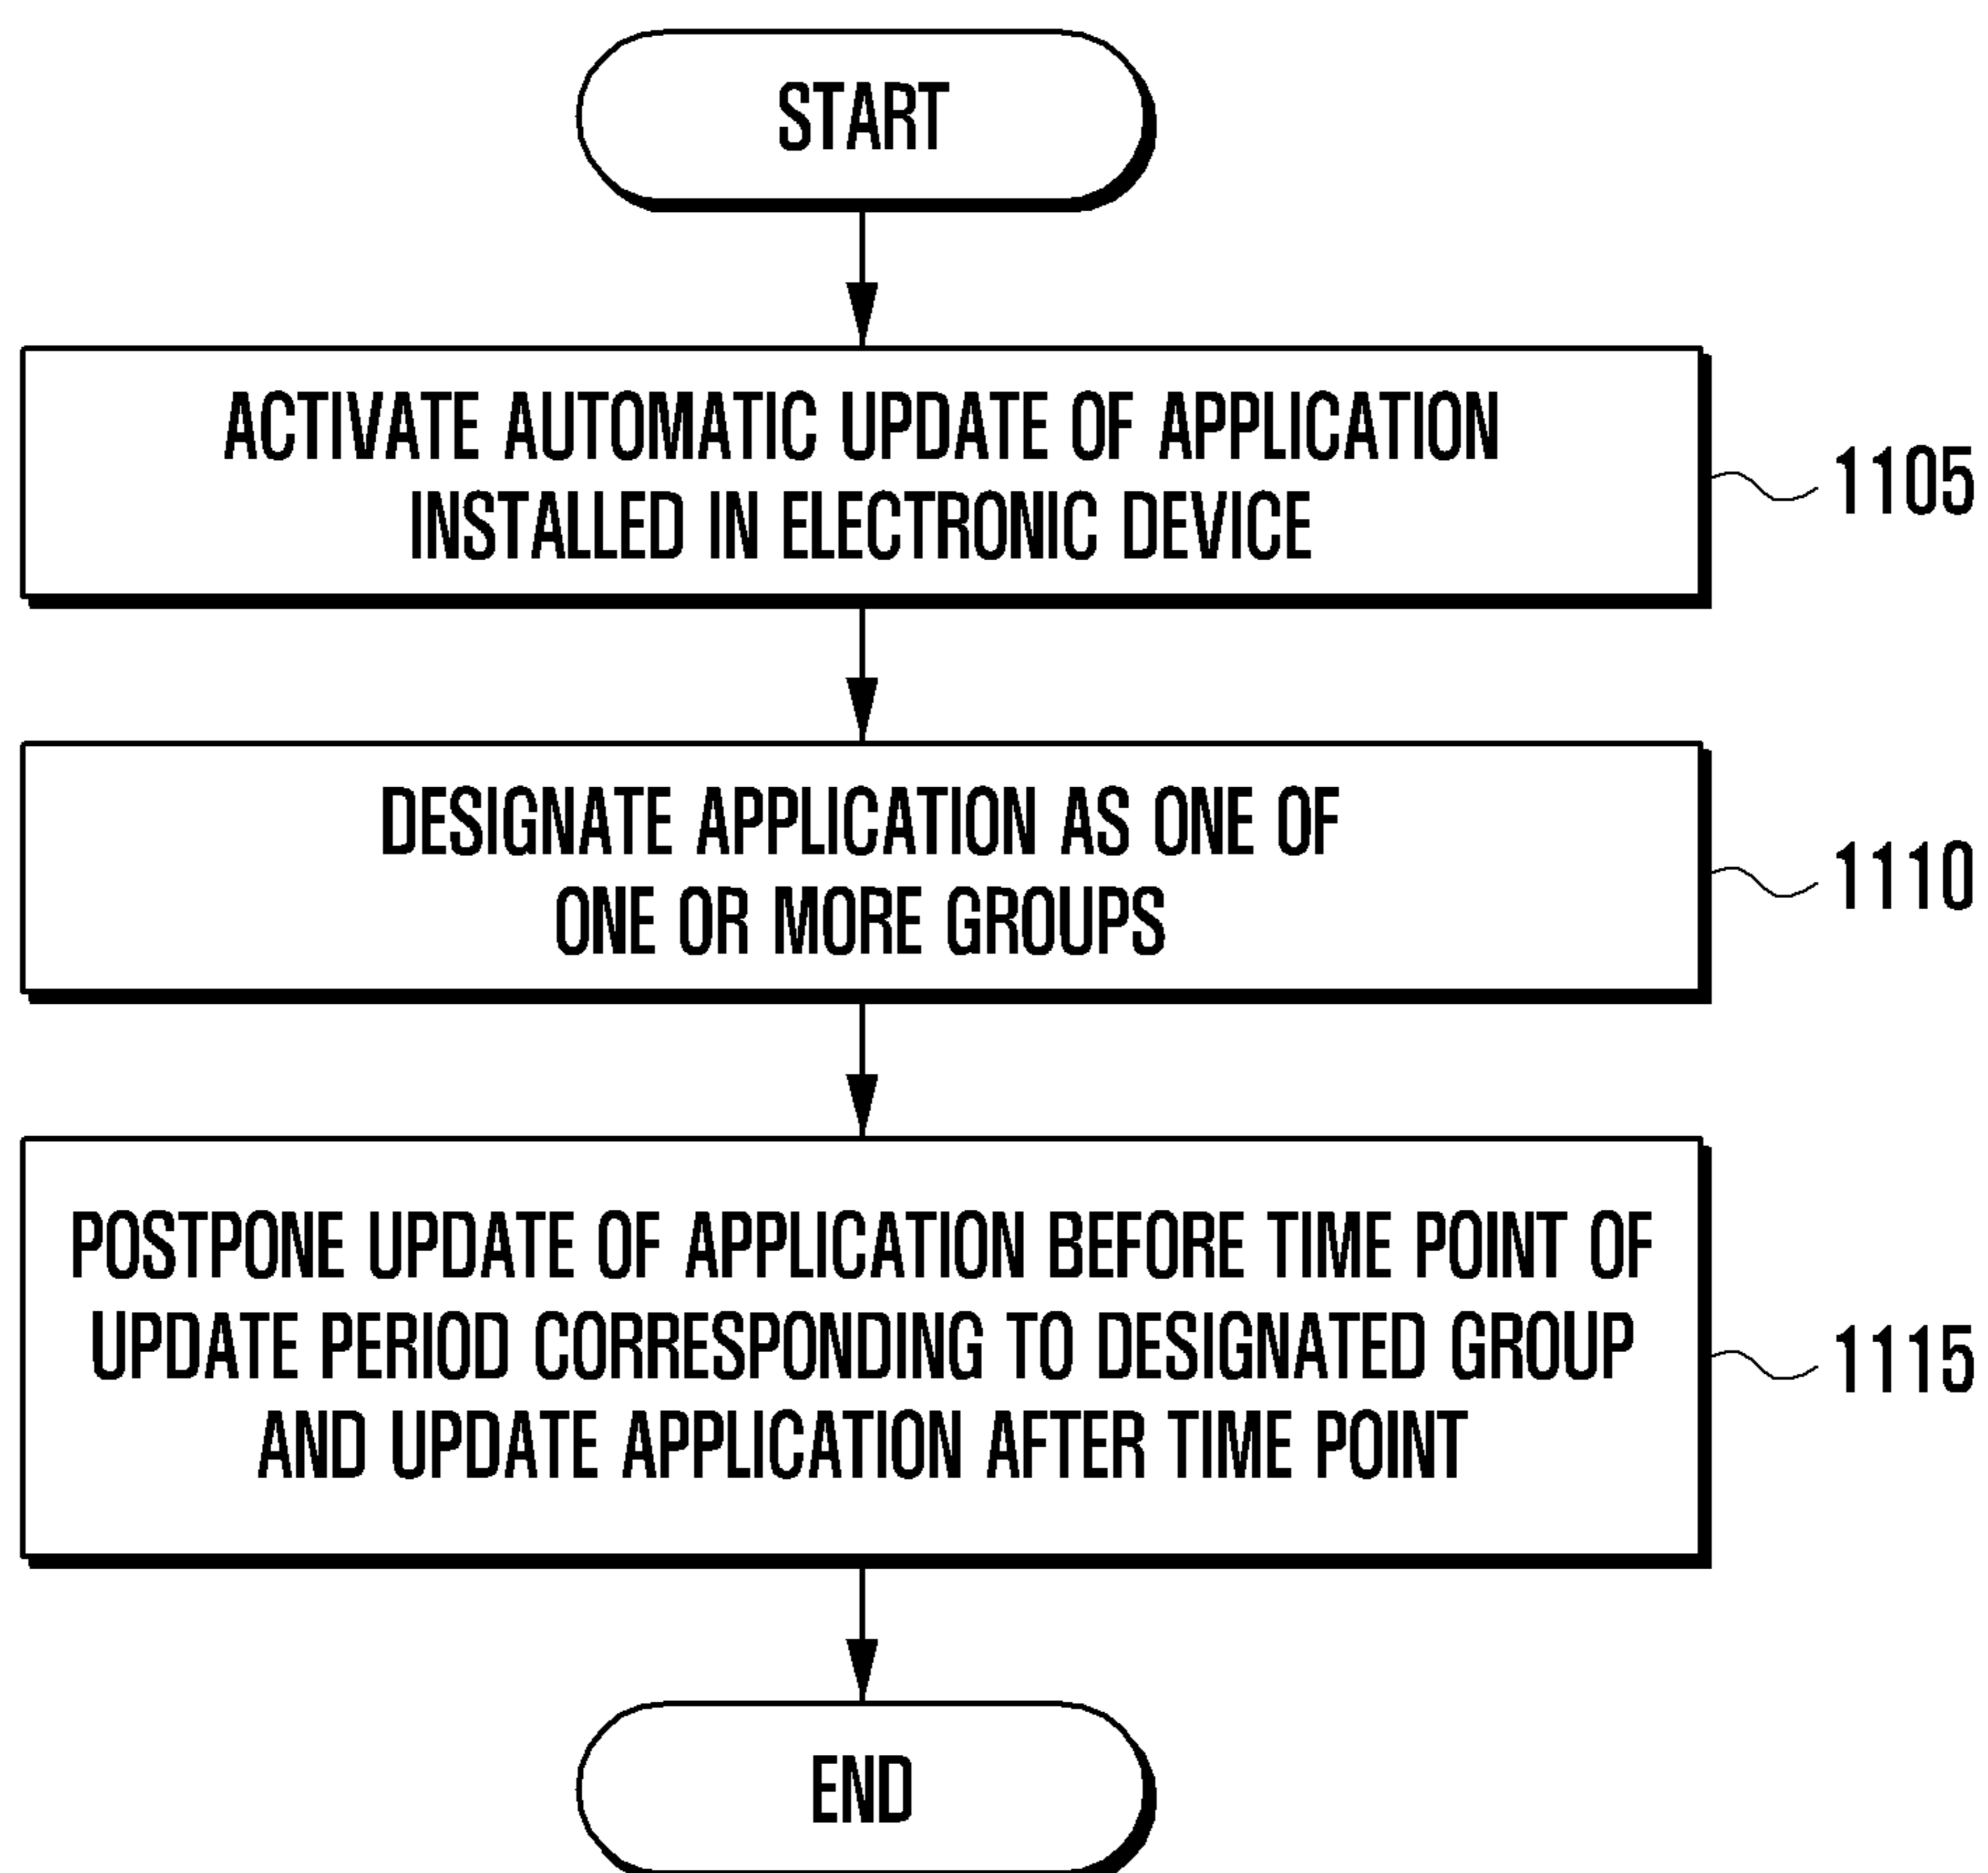 START
ACTIVATE AUTOMATIC UPDATE OF APPLICATION
INSTALLED IN ELECTRONIC DEVICE
1105
DESIGNATE APPLICATION AS ONE OF
ONE OR MORE GROUPS
1110
POSTPONE UPDATE OF APPLICATION BEFORE TIME POINT OF
UPDATE PERIOD CORRESPONDING TO DESIGNATED GROUP
AND UPDATE APPLICATION AFTER TIME POINT
1115
END